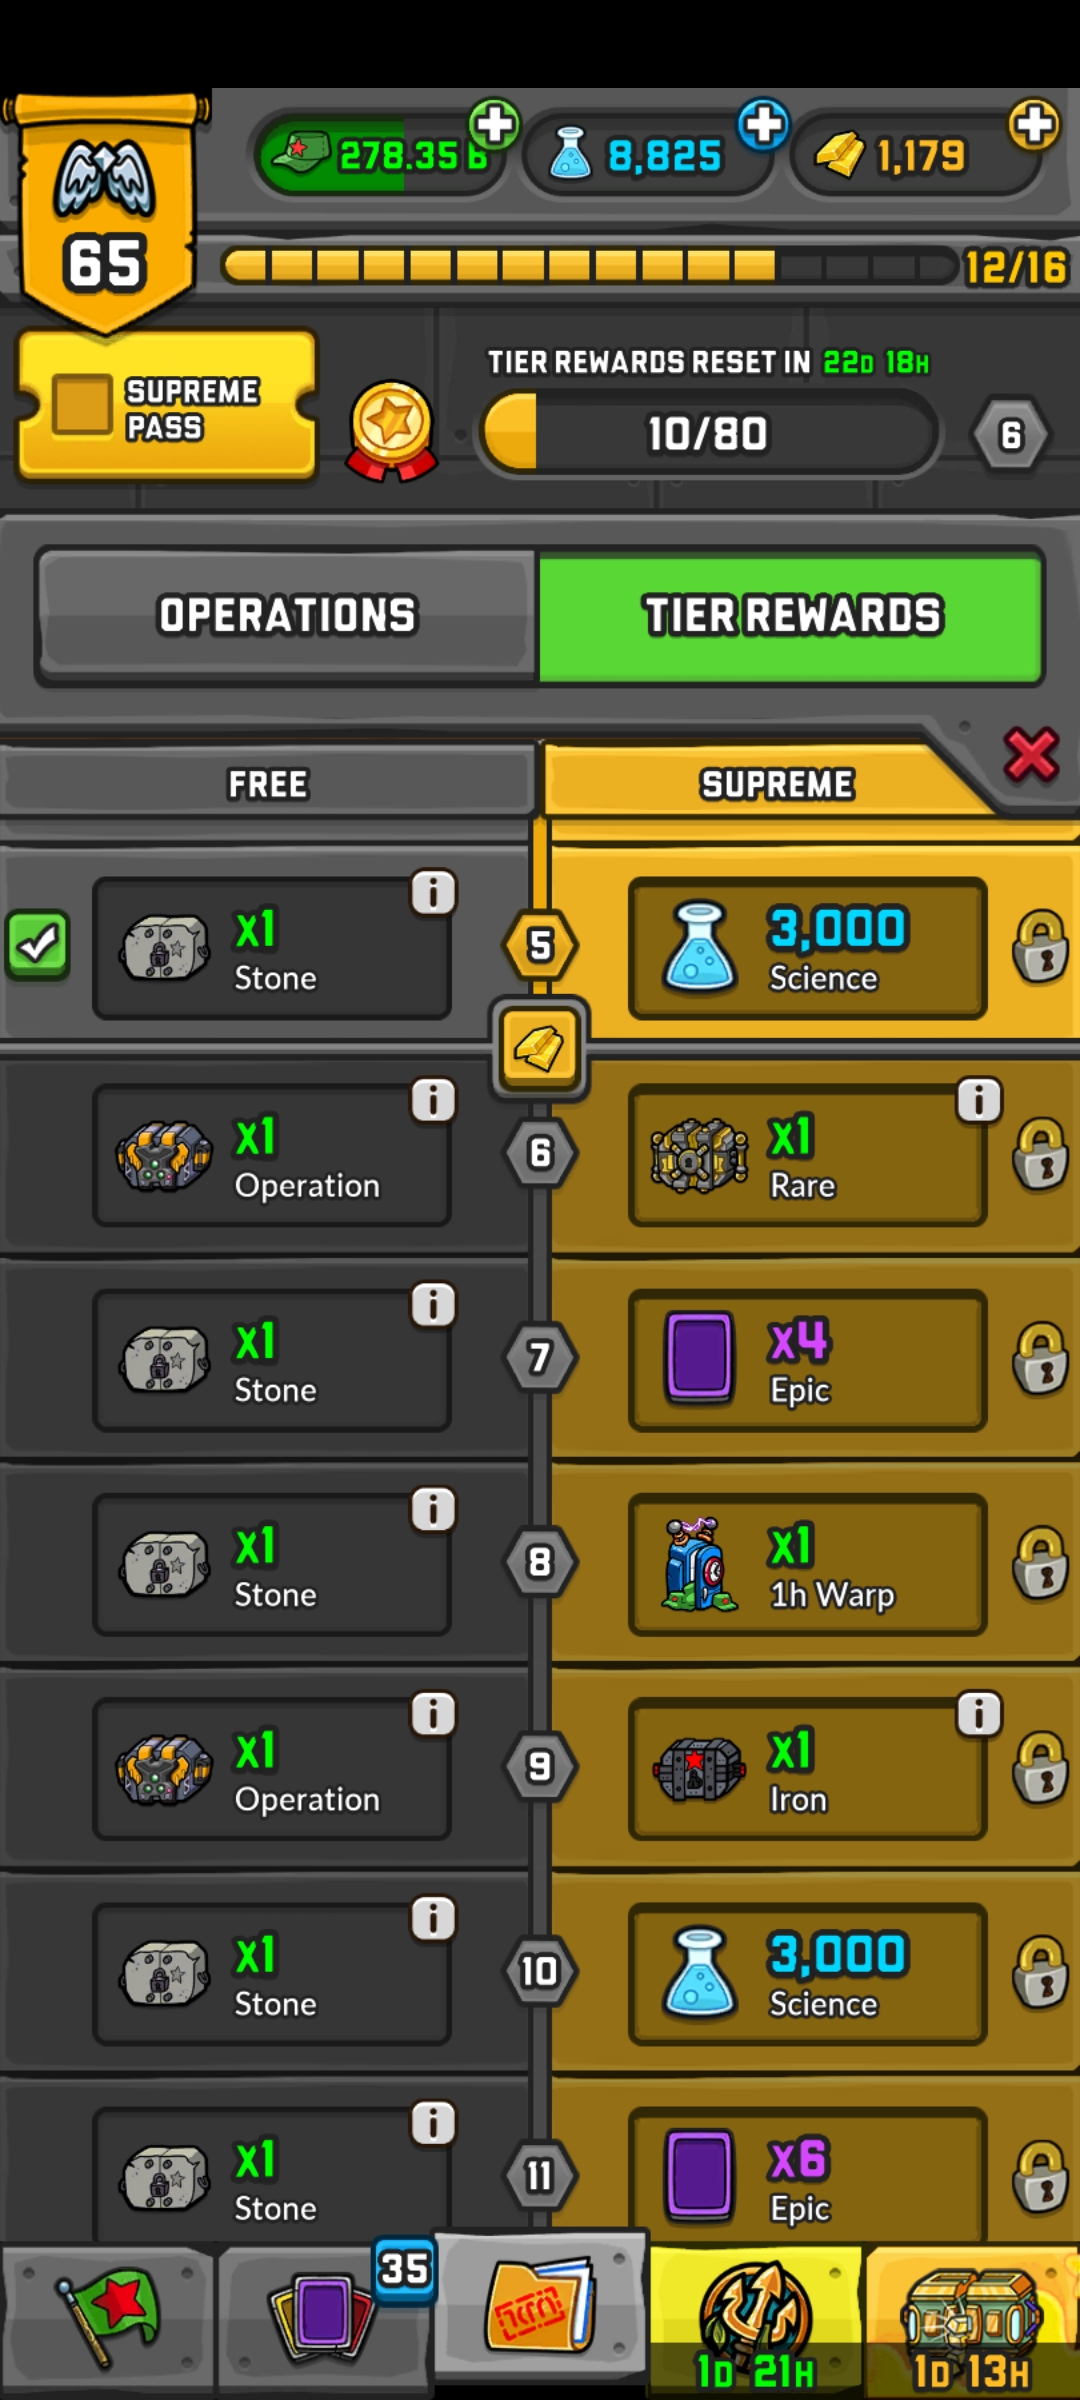 278.35 B
8,825
1,179
65
12/16
SUPREME
PASS
TIER REWARDS RESET IN 22D 18H
10/80
6
OPERATIONS
TIER REWARDS
FREE
SUPREME
x1
Stone
5
3,000
Science
x1
Operation
6
x1
Rare
x1
Stone
7
x4
Epic
x1
Stone
8
x1
1h Warp
x1
Operation
9
x1
Iron
x1
Stone
10
3,000
Science
x1
Stone
11
x6
Epic
35
1D 21H
1D 13H